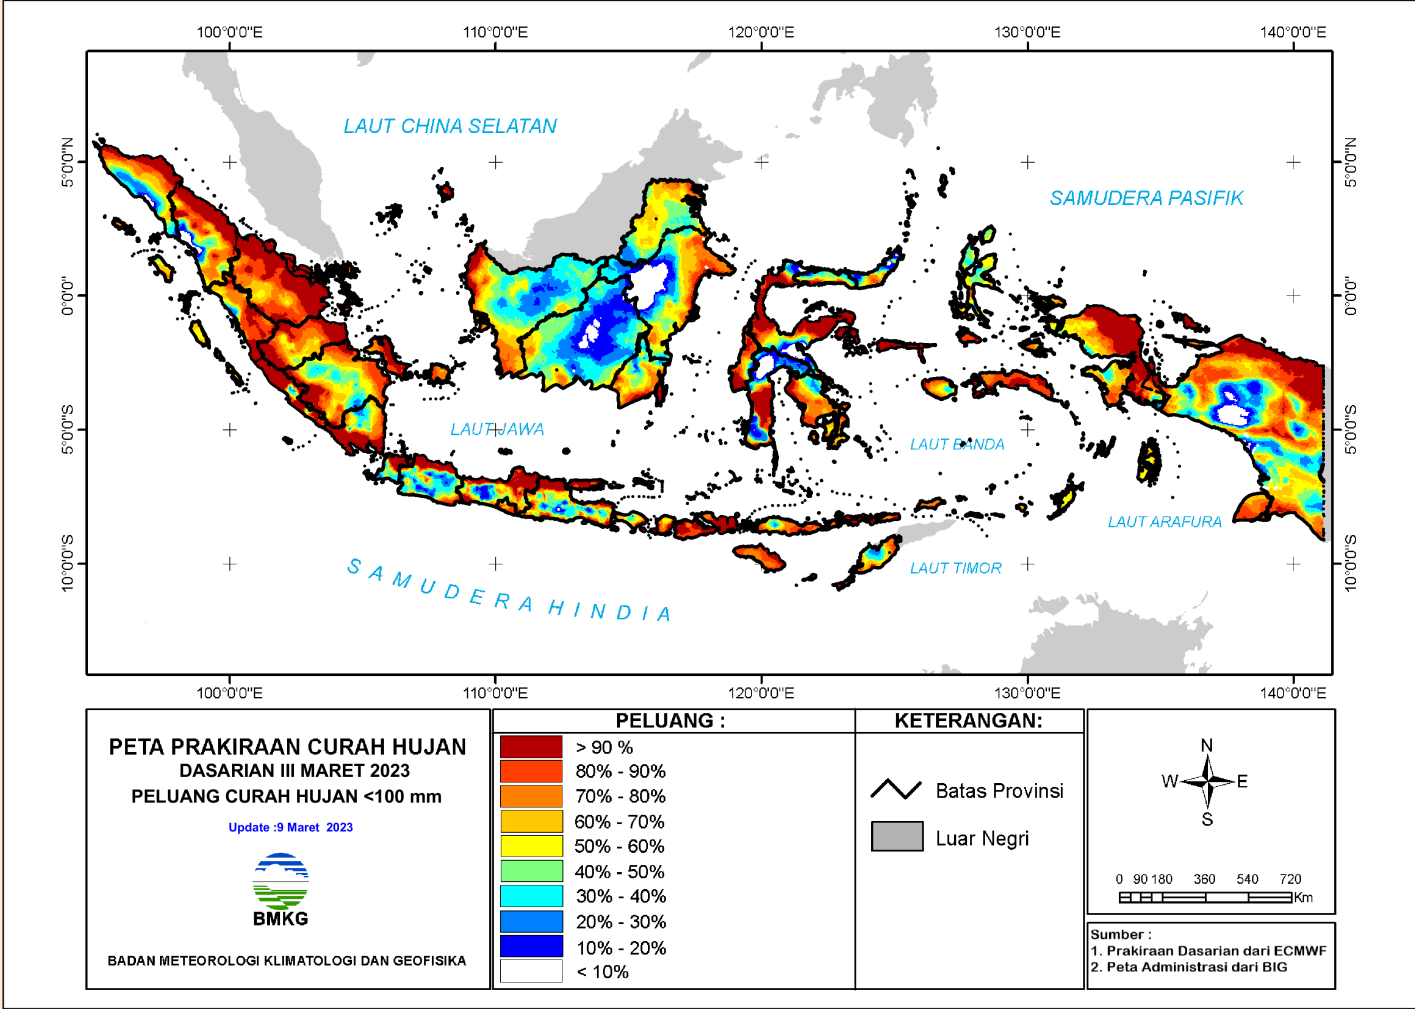 100°0'0"E 110°0'0"E 120°0'0"E 130°0'0"E 140°0'0"E
LAUT CHINA SELATAN
5°0'0"N 5°0'0"N
SAMUDERA PASIFIK
0°0'0" 0°0'0"
LAUT JAWA
5°0'0"S 5°0'0"S
LAUT BANDA
LAUT ARAFURA
10°0'0"S 10°0'0"S
LAUT TIMOR
SAMUDERA HINDIA
100°0'0"E 110°0'0"E 120°0'0"E 130°0'0"E 140°0'0"E
PETA PRAKIRAAN CURAH HUJAN
DASARIAN III MARET 2023
PELUANG CURAH HUJAN <100 mm
Update :9 Maret 2023
BMKG
BADAN METEOROLOGI KLIMATOLOGI DAN GEOFISIKA
PELUANG :
> 90 %
80% - 90%
70% - 80%
60% - 70%
50% - 60%
40% - 50%
30% - 40%
20% - 30%
10% - 20%
< 10%
KETERANGAN:
Batas Provinsi
Luar Negri
N
W E
S
0 90 180 360 540 720
Km
Sumber :
1. Prakiraan Dasarian dari ECMWF
2. Peta Administrasi dari BIG